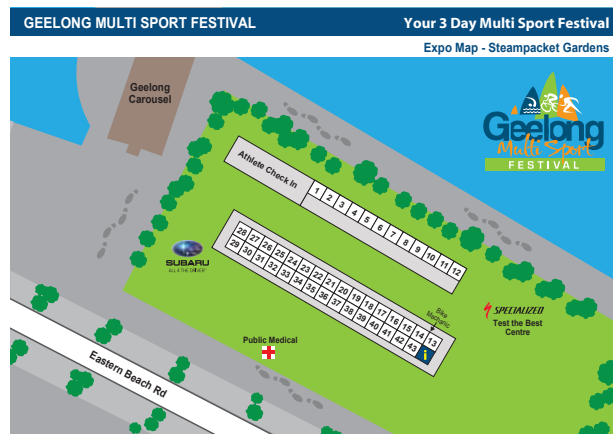 GEELONG MULTI SPORT FESTIVAL
Your 3 Day Multi Sport Festival
Expo Map - Steampacket Gardens
Geelong
Carousel
Geelong
Multi Sport
FESTIVAL
Athlete Check In
1 2 3 4 5 6 7 8 9 10 11 12
28 27 26 25 24 23 22 21 20 19 18 17 16 15 14 13
29 30 31 32 33 34 35 36 37 38 39 40 41 42 43 i
Bike
Mechanic
SUBARU
ALL 4 THE DRIVER
SPECIALIZED
Test the Best
Centre
Public Medical
Eastern Beach Rd